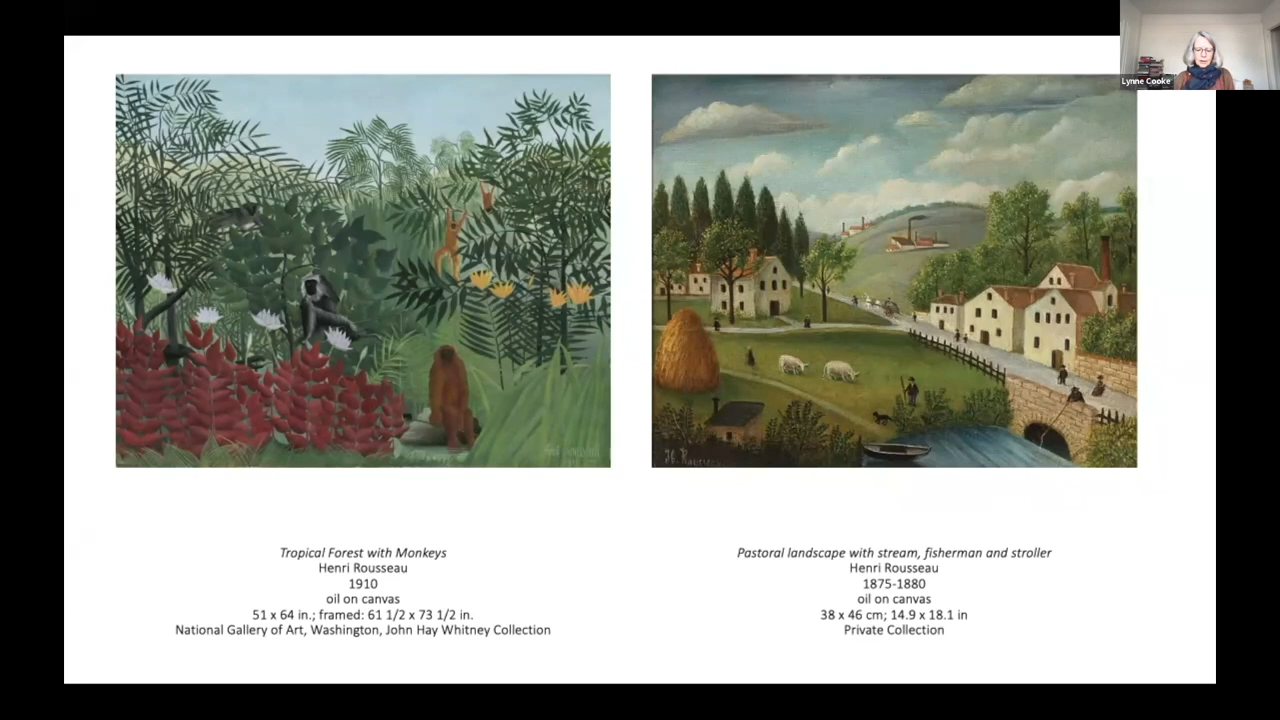 Lynne Cooke
Tropical Forest with Monkeys
Henri Rousseau
1910
oil on canvas
51 x 64 in.; framed: 61 1/2 x 73 1/2 in.
National Gallery of Art, Washington, John Hay Whitney Collection
Pastoral landscape with stream, fisherman and stroller
Henri Rousseau
1875-1880
oil on canvas
38 x 46 cm; 14.9 x 18.1 in
Private Collection